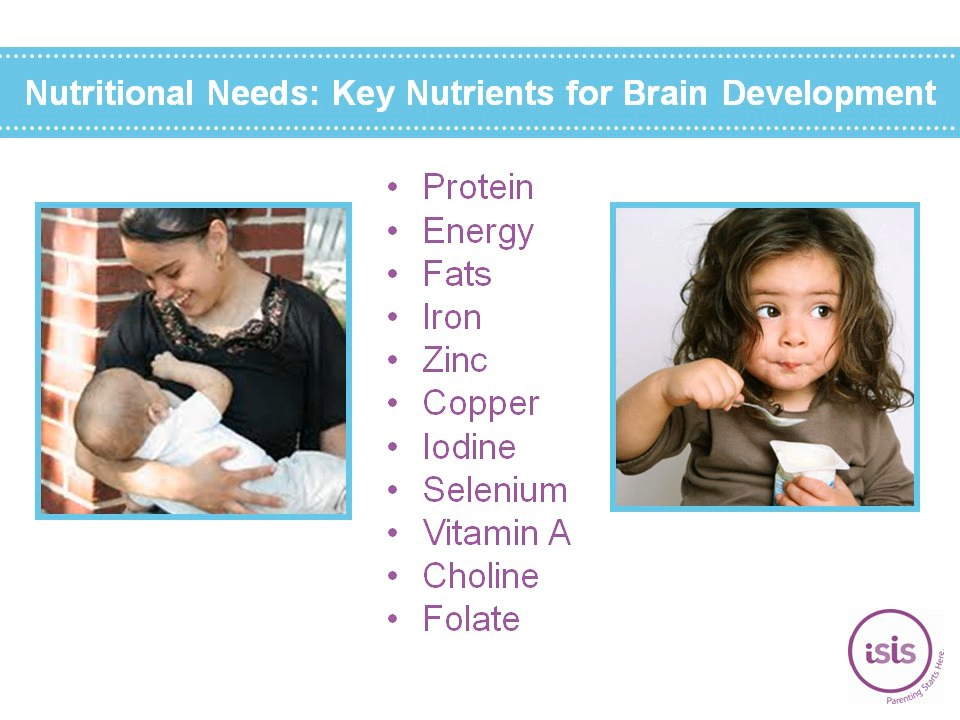 Nutritional Needs: Key Nutrients for Brain Development
• Protein
• Energy
• Fats
• Iron
• Zinc
• Copper
• Iodine
• Selenium
• Vitamin A
• Choline
• Folate
isis
Parenting Starts Here.